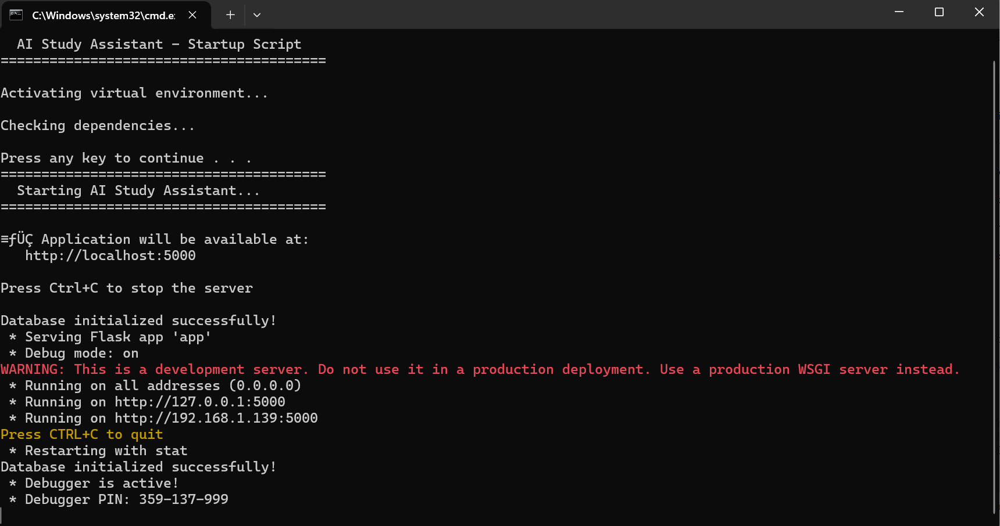 C:\Windows\system32\cmd.e
AI Study Assistant - Startup Script
========================================
Activating virtual environment...
Checking dependencies...
Press any key to continue . . .
========================================
Starting AI Study Assistant...
========================================
≡ƒÜÇ Application will be available at:
http://localhost:5000
Press Ctrl+C to stop the server
Database initialized successfully!
* Serving Flask app 'app'
* Debug mode: on
WARNING: This is a development server. Do not use it in a production deployment. Use a production WSGI server instead.
* Running on all addresses (0.0.0.0)
* Running on http://127.0.0.1:5000
* Running on http://192.168.1.139:5000
Press CTRL+C to quit
* Restarting with stat
Database initialized successfully!
* Debugger is active!
* Debugger PIN: 359-137-999